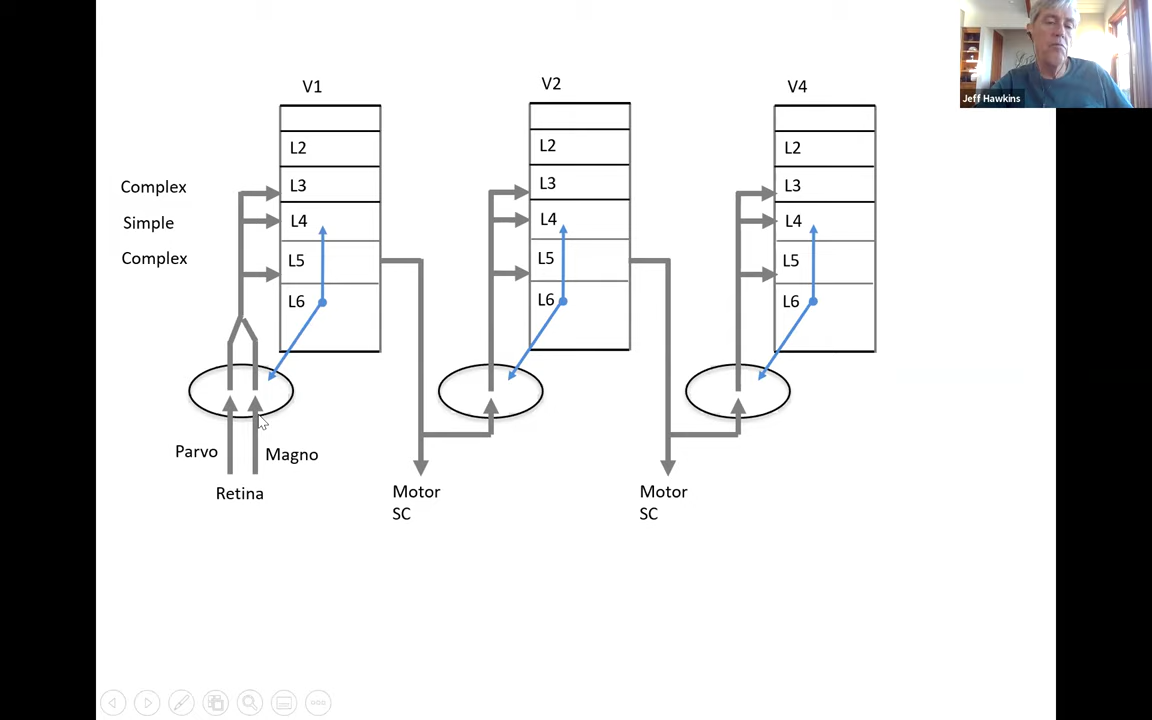 Jeff Hawkins
V1
V2
V4
L2
L2
L2
Complex
L3
L3
L3
Simple
L4
L4
L4
Complex
L5
L5
L5
L6
L6
L6
Parvo
Magno
Retina
Motor
SC
Motor
SC